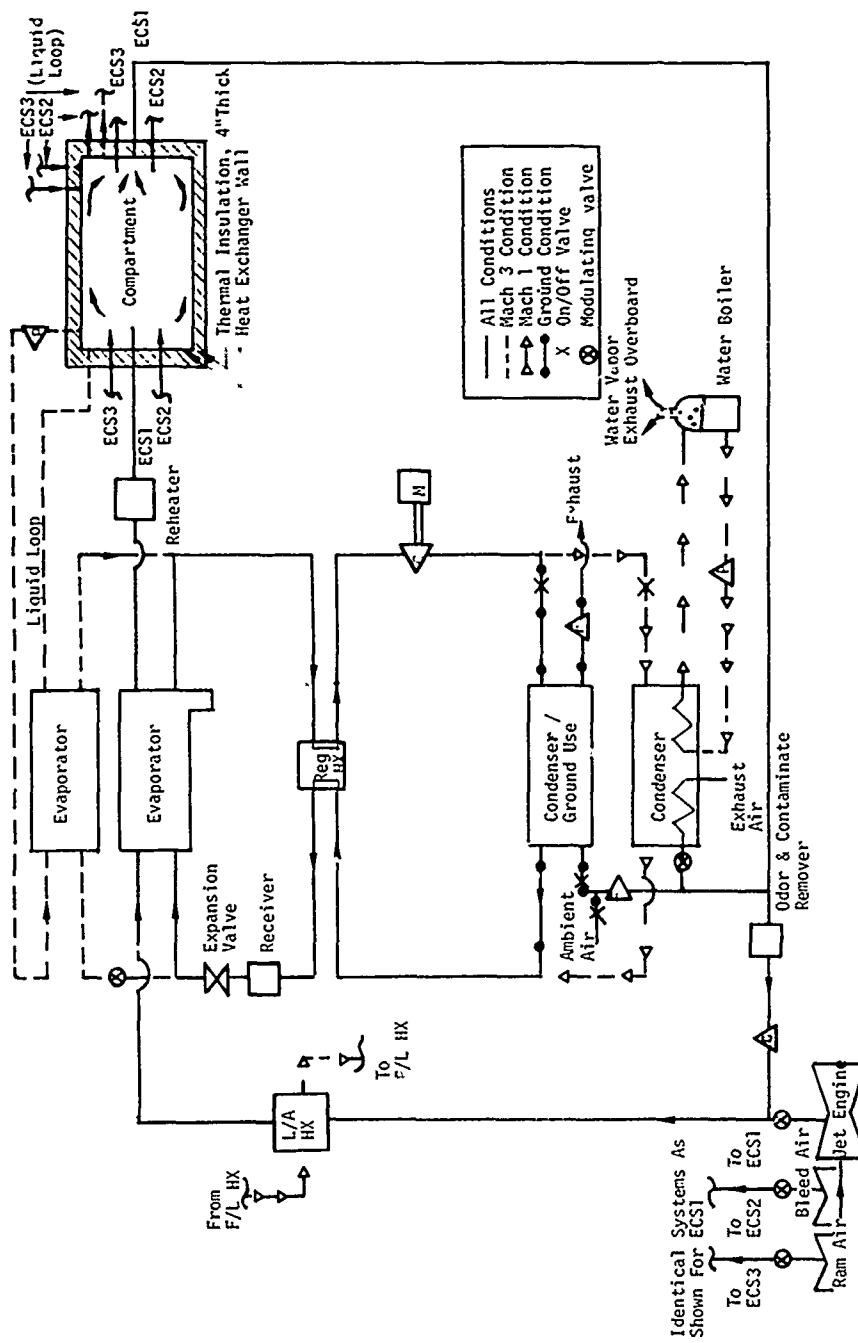 ECS3
ECS2
(Liquid
Loop)
ECS3
ECS2
ECS1
Compartment
Thermal Insulation, 4"Thick
Heat Exchanger Wall
ECS3
ECS1
ECS2
Reheater
Liquid Loop
Evaporator
Evaporator
Expansion
Valve
Receiver
Reg
HX
M
All Conditions
Mach 3 Condition
Mach 1 Condition
Ground Condition
X On/Off Valve
Modulating valve
Water Vapor
Exhaust Overboard
Water Boiler
Exhaust
Condenser/
Ground Use
Condenser
Exhaust
Air
Ambient
Air
Odor & Contaminate
Remover
L/A
HX
From
F/L HX
To
F/L HX
Identical Systems As
Shown For ECS1
To
ECS3
To
ECS2
To
ECS1
Ram Air
Bleed Air
Jet Engine